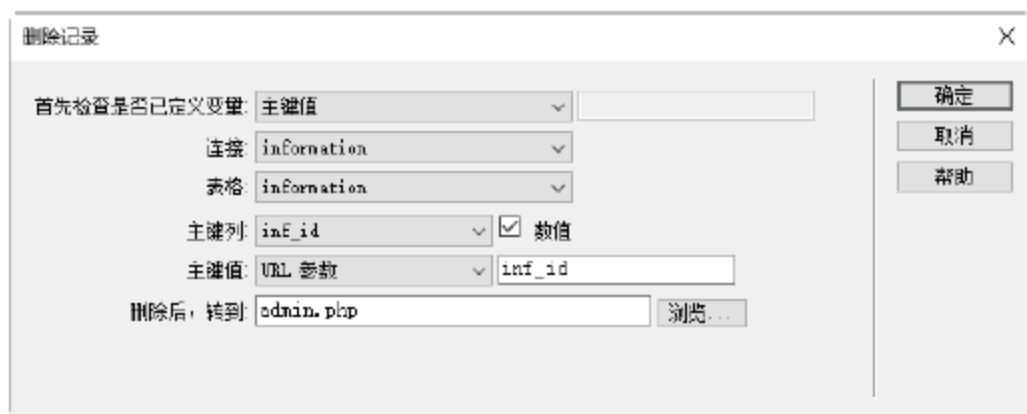 删除记录
首先检查是否已定义变量: 主键值
确定
连接: information
取消
表格: information
帮助
主键列: inf_id 数值
主键值: URL 参数 inf_id
删除后，转到: admin.php 浏览...